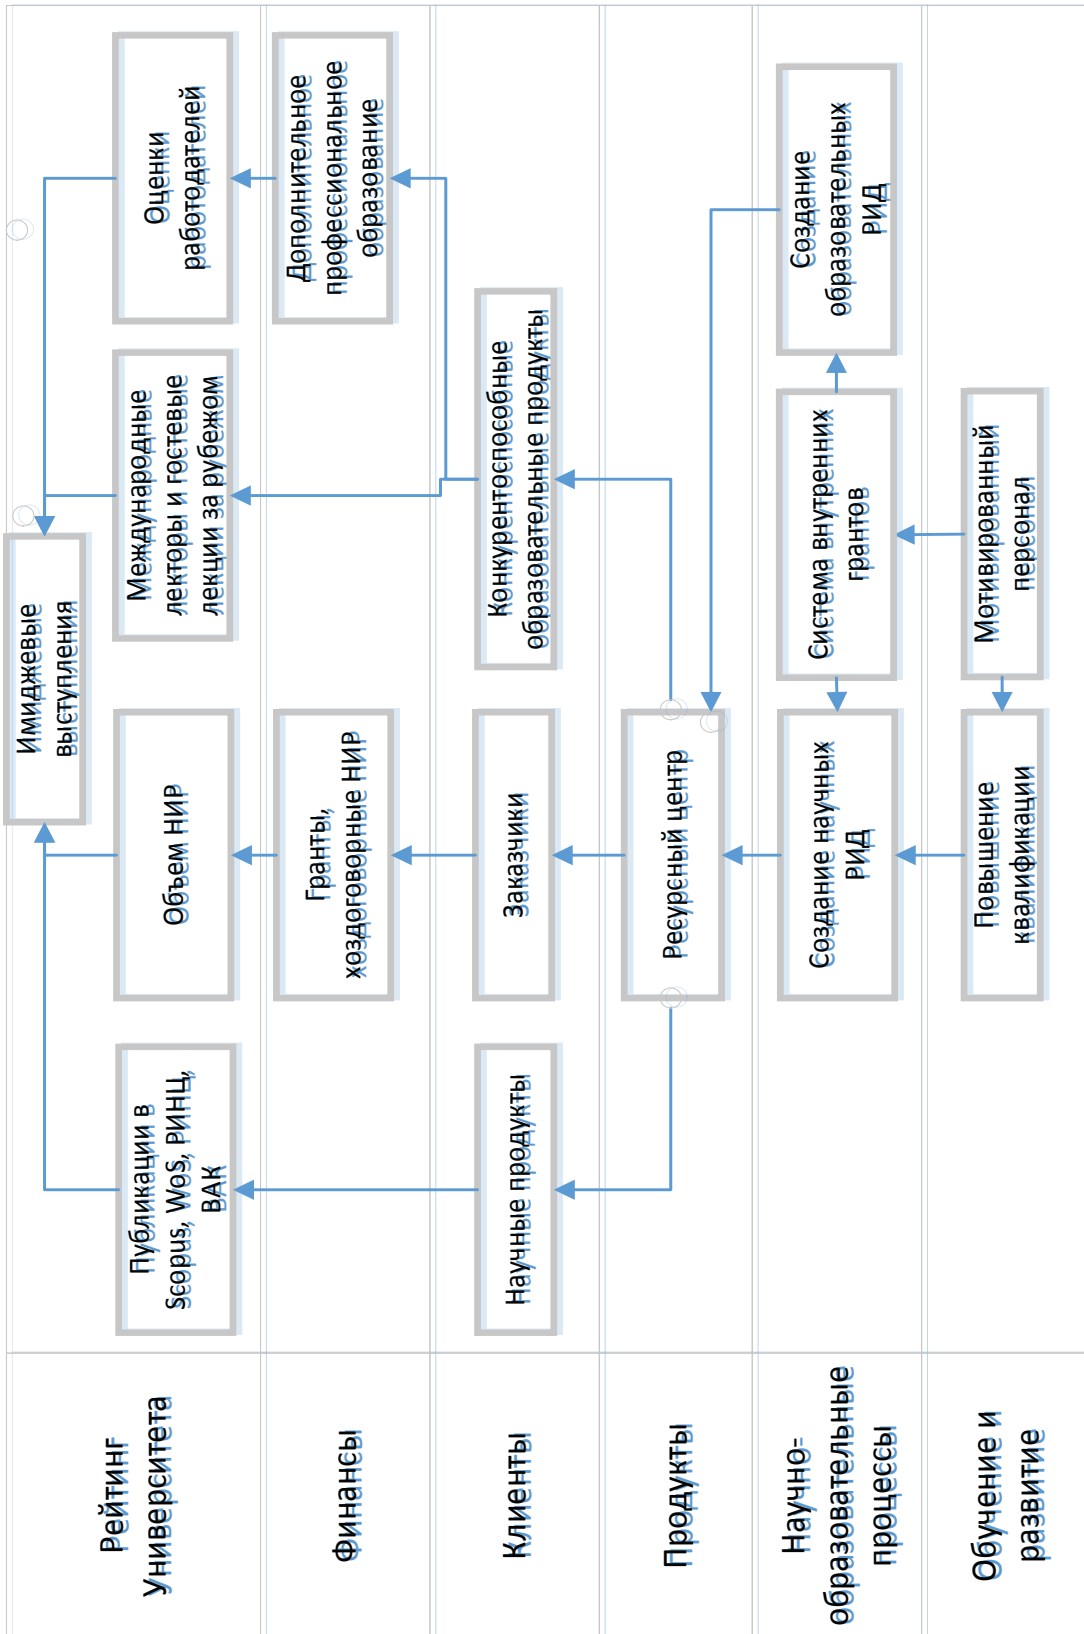 Рейтинг
Университета
Имиджевые
выступления
Публикации в
Scopus, WoS, РИНЦ,
ВАК
Объем НИР
Международные
лекторы и гостевые
лекции за рубежом
Оценки
работодателей
Финансы
Гранты,
хоздоговорные НИР
Дополнительное
профессиональное
образование
Клиенты
Научные продукты
Заказчики
Конкурентоспособные
образовательные продукты
Продукты
Ресурсный центр
Научно-
образовательные
процессы
Создание научных
РИД
Система внутренних
грантов
Создание
образовательных
РИД
Обучение и
развитие
Повышение
квалификации
Мотивированный
персонал